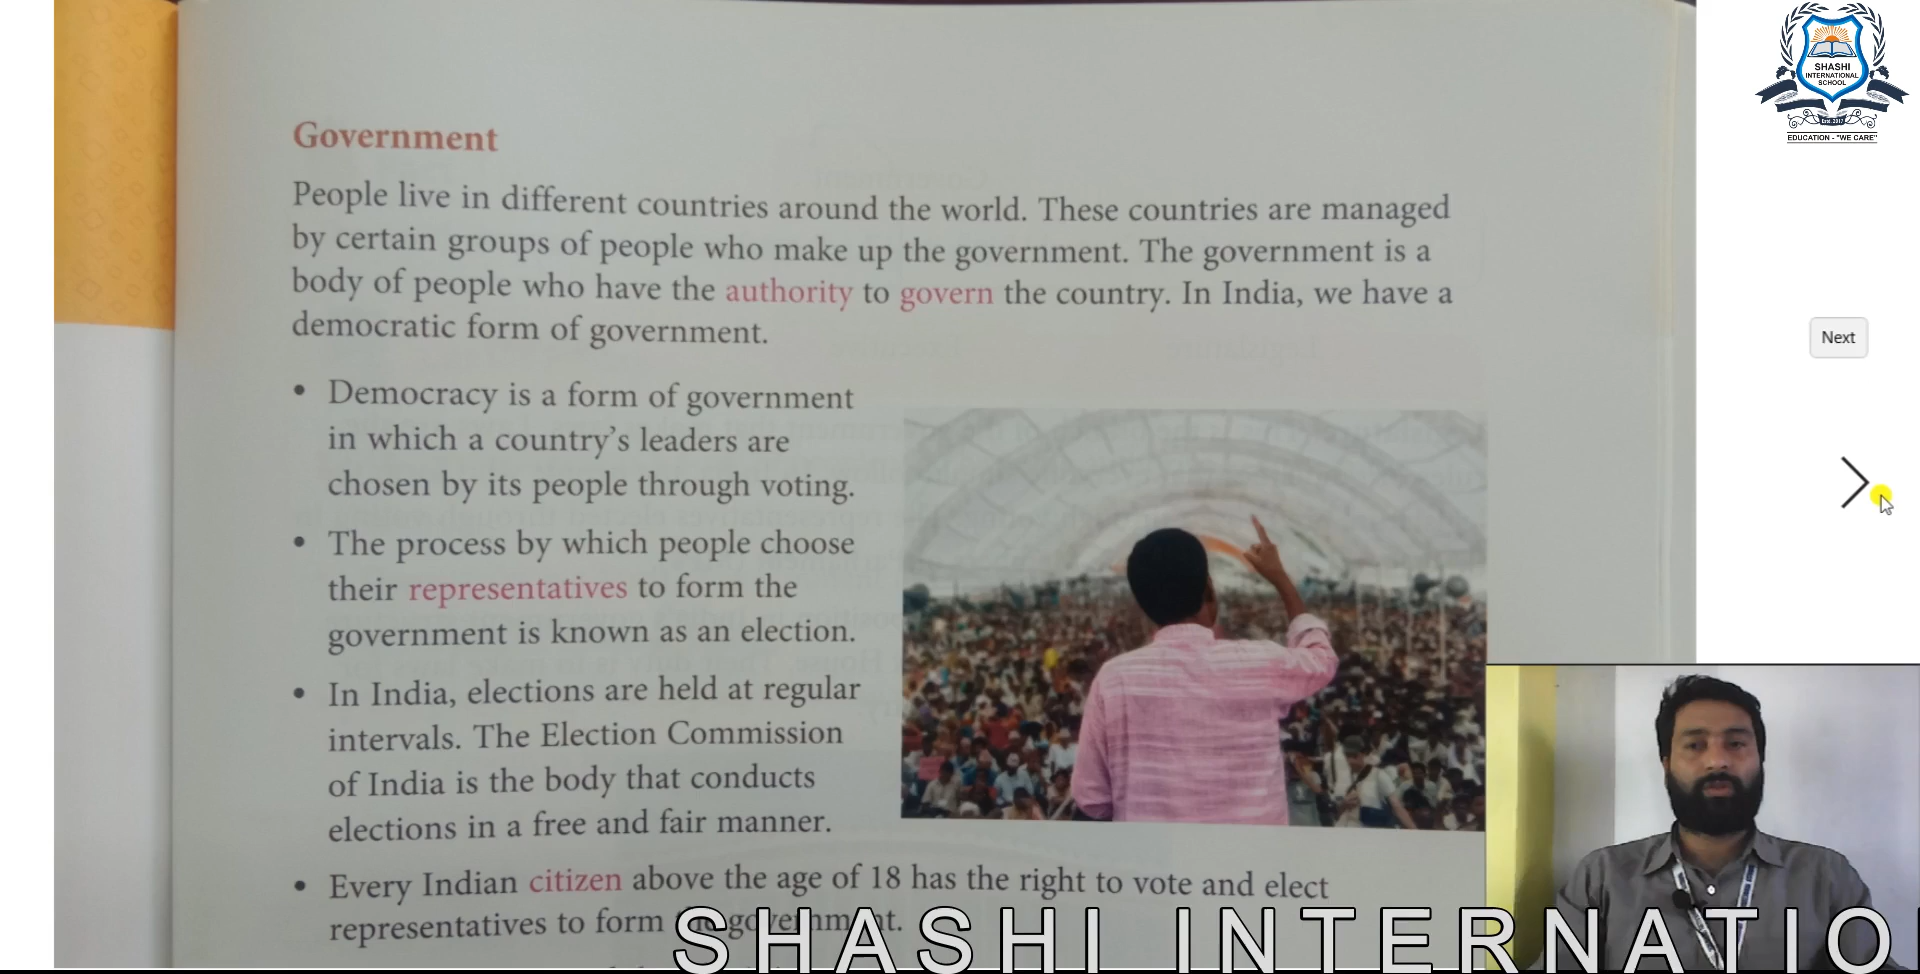 Government
People live in different countries around the world. These countries are managed
by certain groups of people who make up the government. The government is a
body of people who have the authority to govern the country. In India, we have a
democratic form of government.
• Democracy is a form of government
in which a country's leaders are
chosen by its people through voting.
• The process by which people choose
their representatives to form the
government is known as an election.
• In India, elections are held at regular
intervals. The Election Commission
of India is the body that conducts
elections in a free and fair manner.
• Every Indian citizen above the age of 18 has the right to vote and elect
representatives to form the government.
SHASHI INTERNATIO
SHASHI
INTERNATIONAL
SCHOOL
Estd. 2017
EDUCATION - "WE CARE"
Next